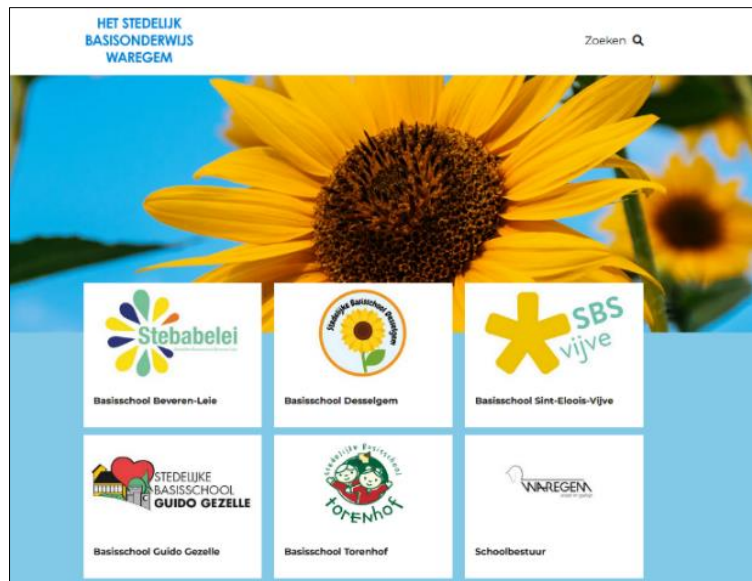 HET STEDELIJK
BASISONDERWIJS
WAREGEM
Zoeken
Stebabelei
Stedelijke Basisschool Desselgem
SBS
vijve
Basisschool Beveren-Leie
Basisschool Desselgem
Basisschool Sint-Eloois-Vijve
STEDELIJKE
BASISSCHOOL
GUIDO GEZELLE
stedelijke Basisschool
torenhof
WAREGEM
Basisschool Guido Gezelle
Basisschool Torenhof
Schoolbestuur